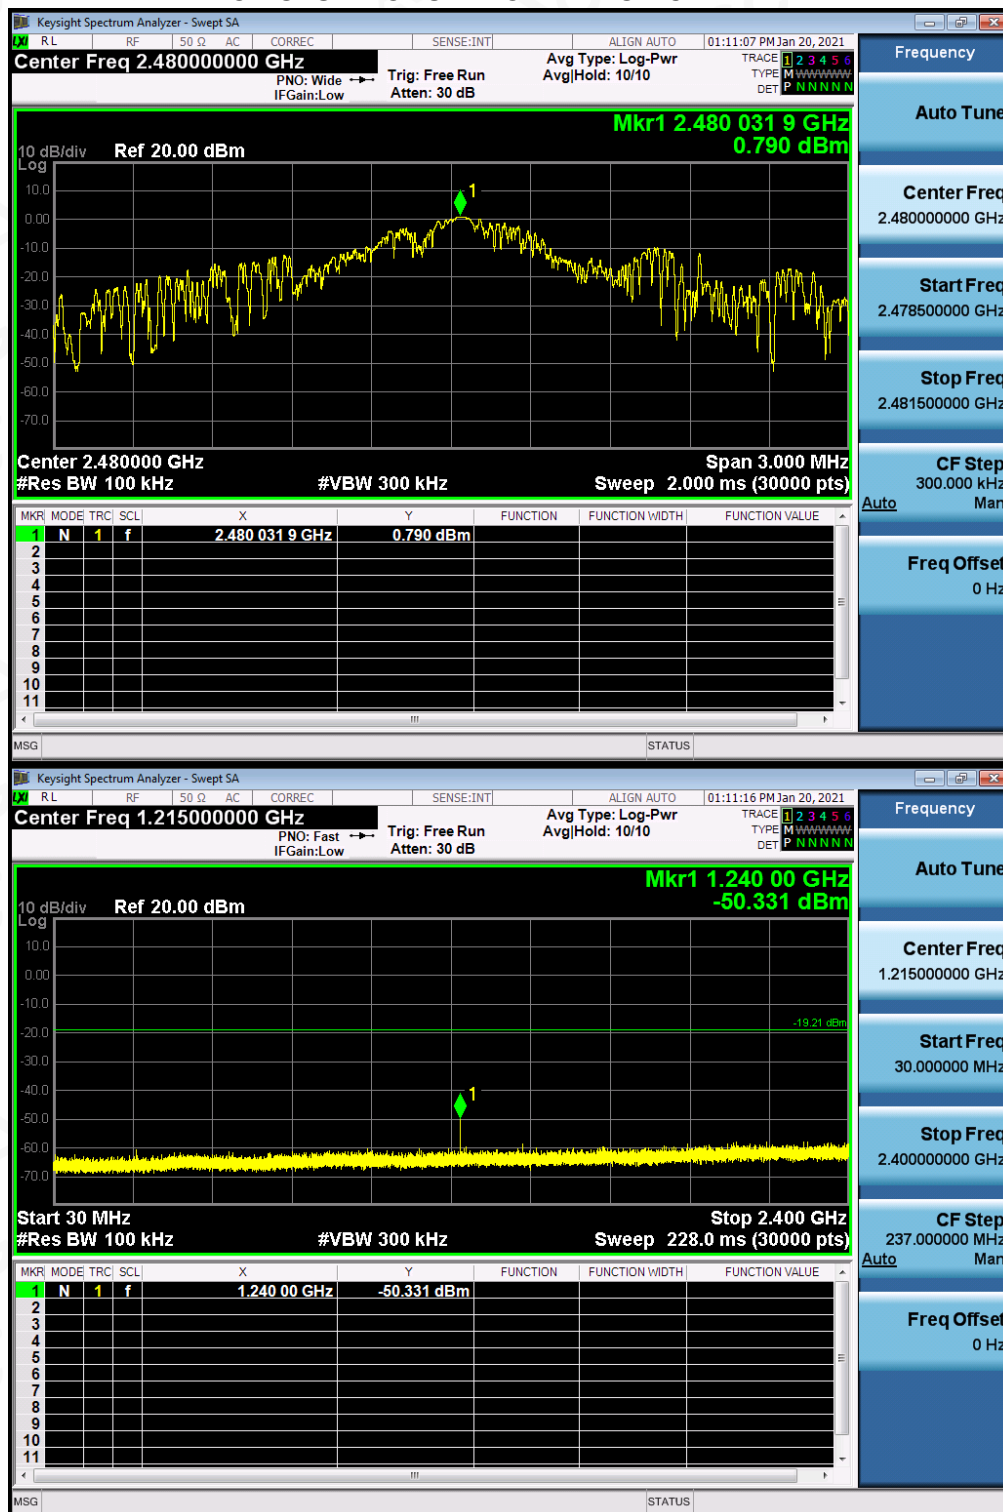 Keysight Spectrum Analyzer - Swept SA
LXI RL RF 50 Ω AC CORREC SENSE:INT ALIGN AUTO 01:11:07 PM Jan 20, 2021
Center Freq 2.480000000 GHz
PNO: Wide
IFGain:Low
Trig: Free Run
Atten: 30 dB
Avg Type: Log-Pwr
Avg|Hold: 10/10
TRACE 1 2 3 4 5 6
TYPE M WWWWW
DET P N N N N N
Mkr1 2.480 031 9 GHz
0.790 dBm
10 dB/div Ref 20.00 dBm
Log
10.0
0.00
-10.0
-20.0
-30.0
-40.0
-50.0
-60.0
-70.0
1
Center 2.480000 GHz Span 3.000 MHz
#Res BW 100 kHz #VBW 300 kHz Sweep 2.000 ms (30000 pts)
MKR MODE TRC SCL X Y FUNCTION FUNCTION WIDTH FUNCTION VALUE
1 N 1 f 2.480 031 9 GHz 0.790 dBm
2
3
4
5
6
7
8
9
10
11
MSG STATUS
Frequency
Auto Tune
Center Freq
2.480000000 GHz
Start Freq
2.478500000 GHz
Stop Freq
2.481500000 GHz
CF Step
300.000 kHz
Auto Man
Freq Offset
0 Hz
Keysight Spectrum Analyzer - Swept SA
LXI RL RF 50 Ω AC CORREC SENSE:INT ALIGN AUTO 01:11:16 PM Jan 20, 2021
Center Freq 1.215000000 GHz
PNO: Fast
IFGain:Low
Trig: Free Run
Atten: 30 dB
Avg Type: Log-Pwr
Avg|Hold: 10/10
TRACE 1 2 3 4 5 6
TYPE M WWWWW
DET P N N N N N
Mkr1 1.240 00 GHz
-50.331 dBm
10 dB/div Ref 20.00 dBm
Log
10.0
0.00
-10.0
-20.0
-30.0
-40.0
-50.0
-60.0
-70.0
-19.21 dBm
1
Start 30 MHz Stop 2.400 GHz
#Res BW 100 kHz #VBW 300 kHz Sweep 228.0 ms (30000 pts)
MKR MODE TRC SCL X Y FUNCTION FUNCTION WIDTH FUNCTION VALUE
1 N 1 f 1.240 00 GHz -50.331 dBm
2
3
4
5
6
7
8
9
10
11
MSG STATUS
Frequency
Auto Tune
Center Freq
1.215000000 GHz
Start Freq
30.000000 MHz
Stop Freq
2.400000000 GHz
CF Step
237.000000 MHz
Auto Man
Freq Offset
0 Hz